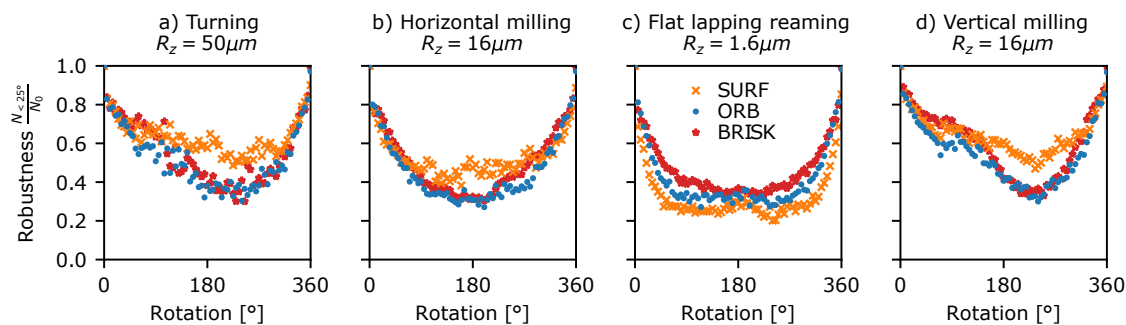 a) Turning
R_z = 50μm
b) Horizontal milling
R_z = 16μm
c) Flat lapping reaming
R_z = 1.6μm
d) Vertical milling
R_z = 16μm
Robustness N_{<25°}/N_0
1.0
0.8
0.6
0.4
0.2
0.0
SURF
ORB
BRISK
0 180 360
0 180 360
0 180 360
0 180 360
Rotation [°]
Rotation [°]
Rotation [°]
Rotation [°]